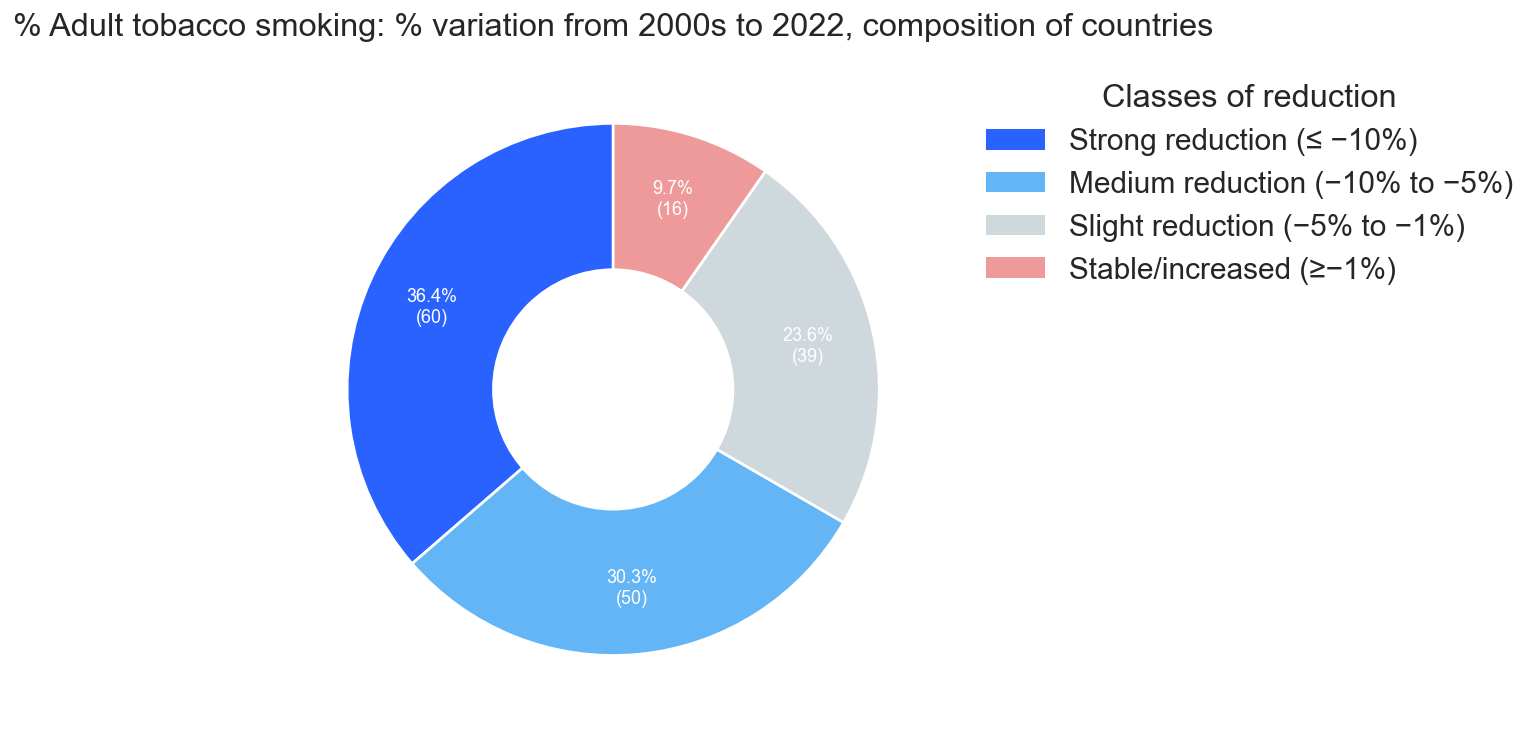 % Adult tobacco smoking: % variation from 2000s to 2022, composition of countries
Classes of reduction
Strong reduction (≤ −10%)
Medium reduction (−10% to −5%)
Slight reduction (−5% to −1%)
Stable/increased (≥−1%)
9.7%
(16)
36.4%
(60)
23.6%
(39)
30.3%
(50)